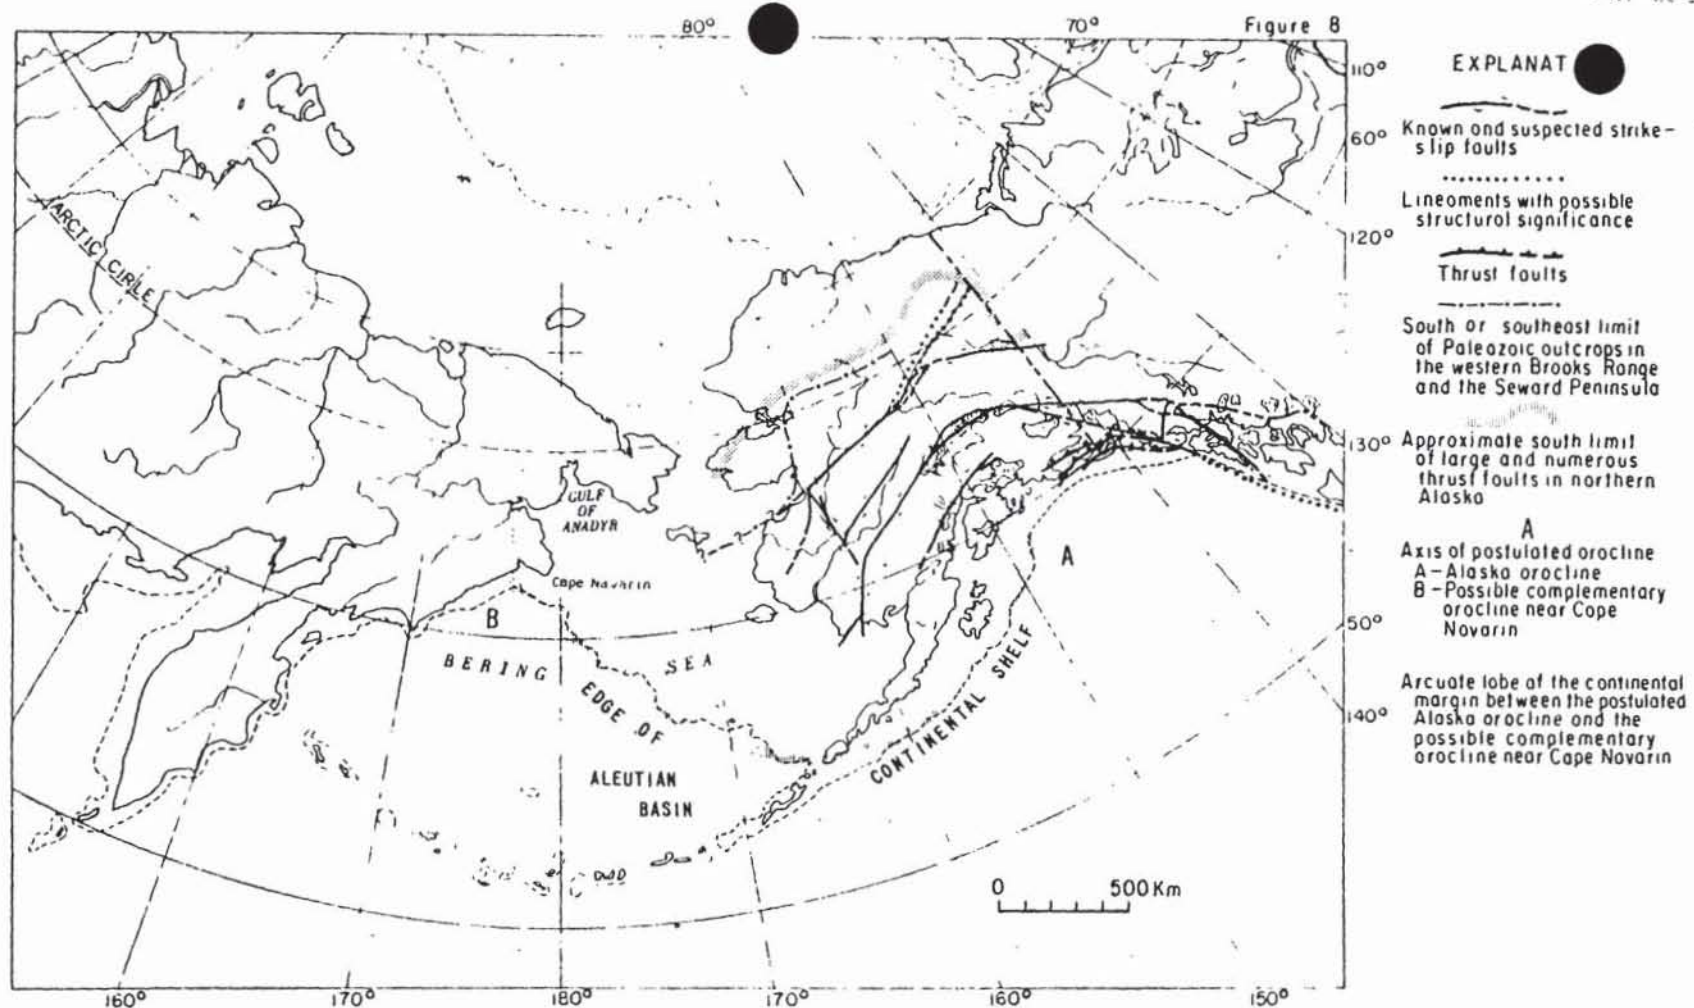 80°
70°
Figure 8
110°
60°
120°
130°
50°
140°
ARCTIC CIRLE
GULF
OF
ANADYR
Cape Navarin
B
A
BERING SEA
EDGE OF
ALEUTIAN
BASIN
CONTINENTAL SHELF
0 500 Km
160° 170° 180° 170° 160° 150°
EXPLANAT
Known and suspected strike-
slip faults
Lineaments with possible
structural significance
Thrust faults
South or southeast limit
of Paleozoic outcrops in
the western Brooks Range
and the Seward Peninsula
Approximate south limit
of large and numerous
thrust faults in northern
Alaska
A
Axis of postulated orocline
A-Alaska orocline
B-Possible complementary
orocline near Cape
Navarin
Arcuate lobe of the continental
margin between the postulated
Alaska orocline and the
possible complementary
orocline near Cape Navarin